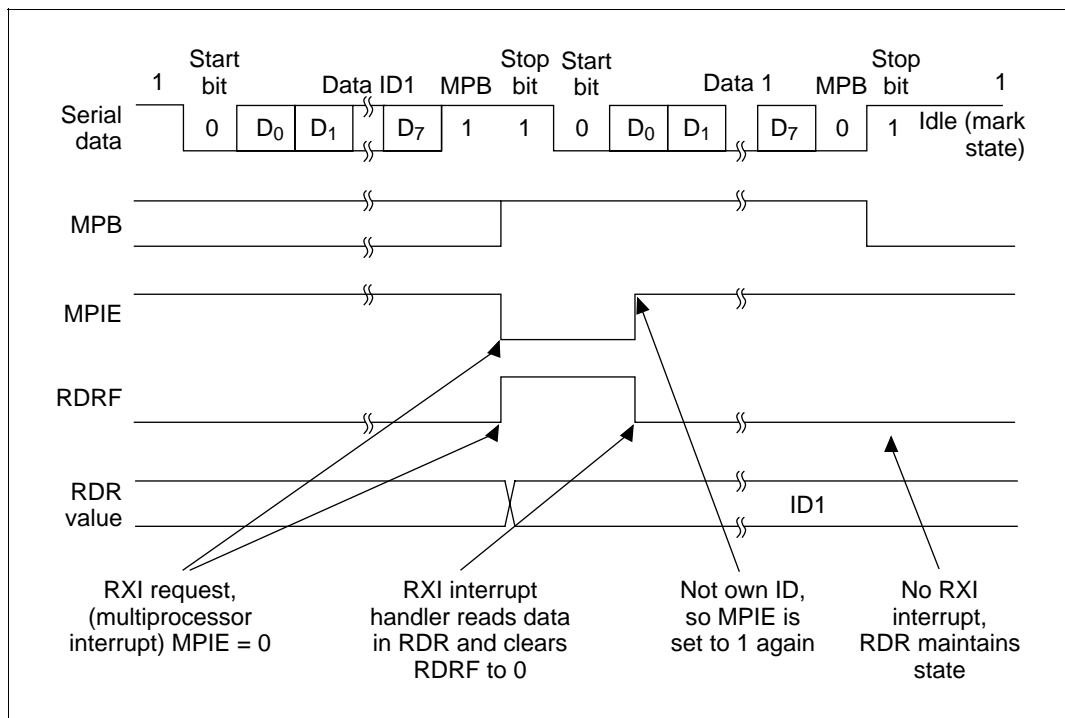 Start bit
Stop bit
Start bit
Stop bit
1
Data ID1
MPB
Data 1
MPB
1
Serial data
0
D0
D1
D7
1
1
0
D0
D1
D7
0
1
Idle (mark state)
MPB
MPIE
RDRF
RDR value
ID1
RXI request,
(multiprocessor
interrupt) MPIE = 0
RXI interrupt
handler reads data
in RDR and clears
RDRF to 0
Not own ID,
so MPIE is
set to 1 again
No RXI
interrupt,
RDR maintains
state